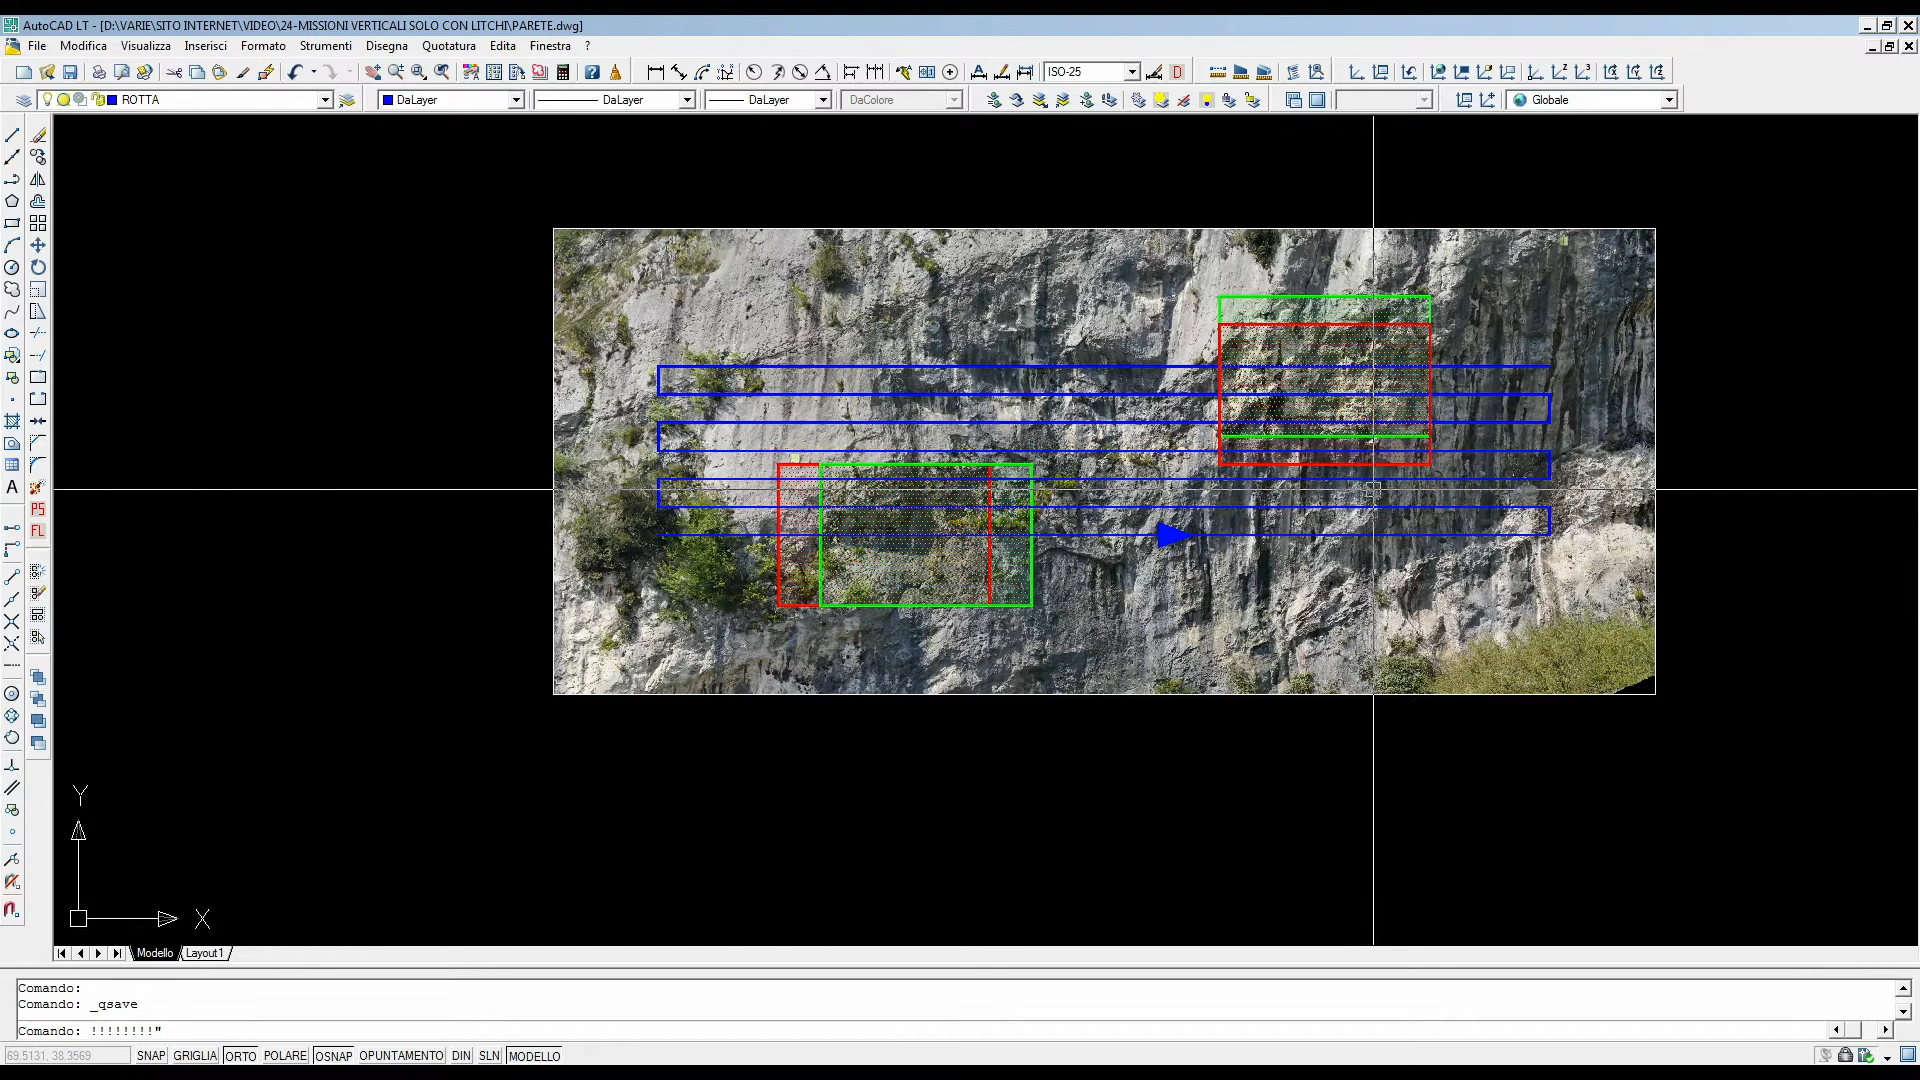 AutoCAD LT - [D:\VARIE\SITO INTERNET\VIDEO\24-MISSIONI VERTICALI SOLO CON LITCHI\PARETE.dwg]
File Modifica Visualizza Inserisci Formato Strumenti Disegna Quotatura Edita Finestra ?
ISO-25
ROTTA DaLayer DaLayer DaLayer DaColore Globale
A
PS
FL
Y
X
Modello Layout1
Comando:
Comando: _qsave
Comando: !!!!!!!!"
69.5131, 38.3569 SNAP GRIGLIA ORTO POLARE OSNAP OPUNTAMENTO DIN SLN MODELLO